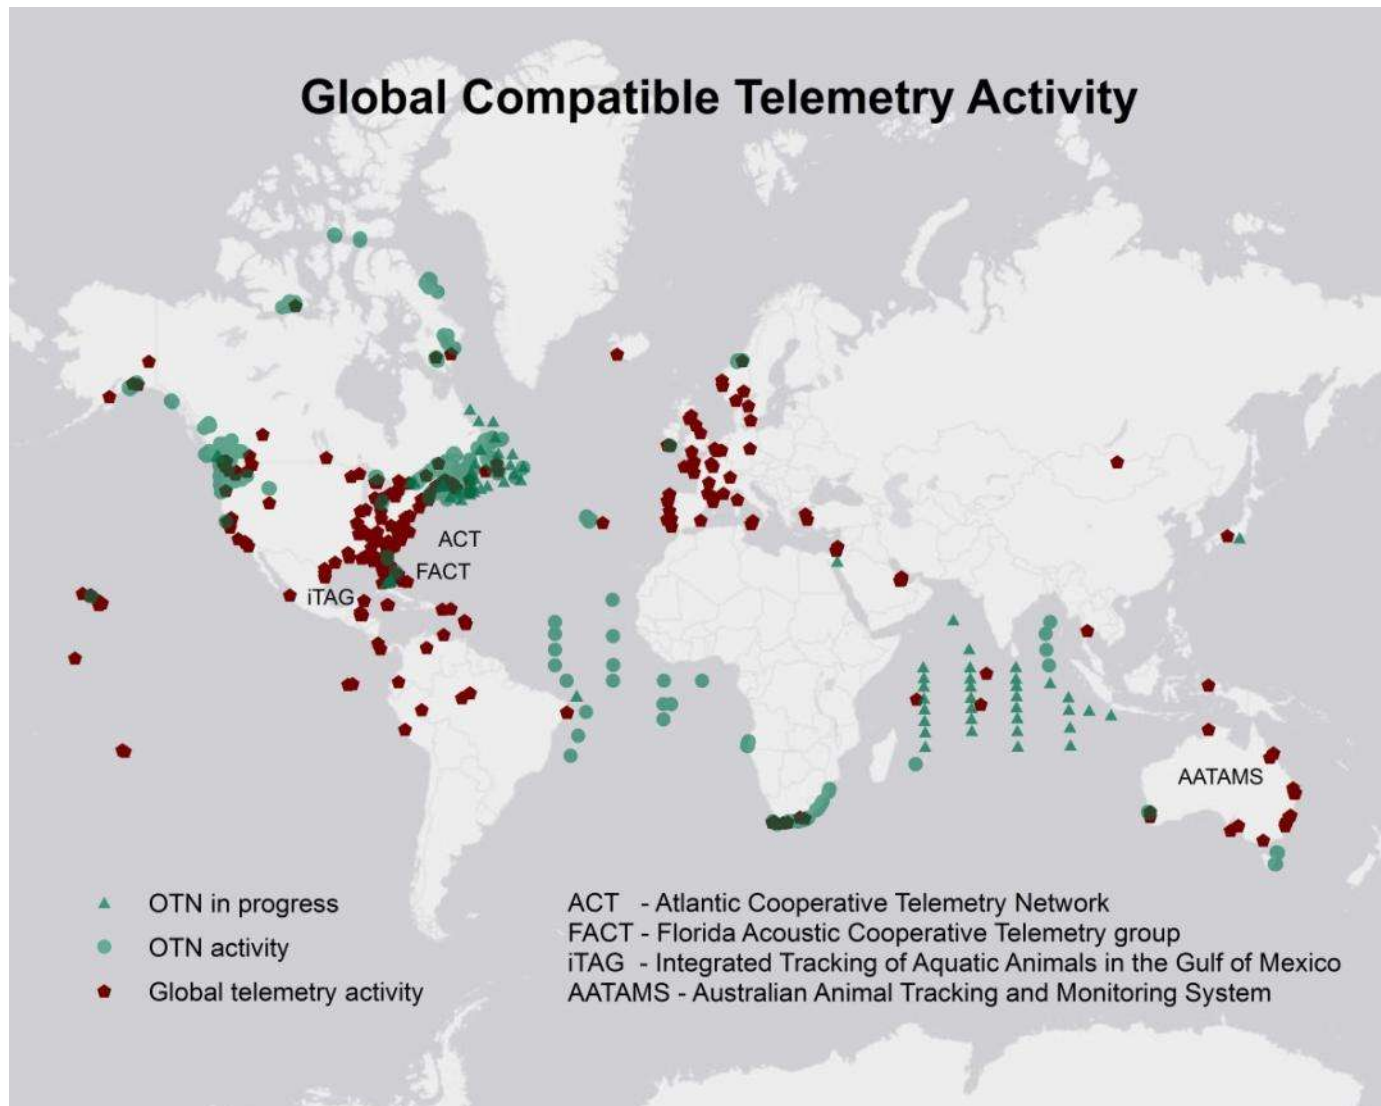 Global Compatible Telemetry Activity
ACT
FACT
iTAG
AATAMS
OTN in progress
OTN activity
Global telemetry activity
ACT - Atlantic Cooperative Telemetry Network
FACT - Florida Acoustic Cooperative Telemetry group
iTAG - Integrated Tracking of Aquatic Animals in the Gulf of Mexico
AATAMS - Australian Animal Tracking and Monitoring System